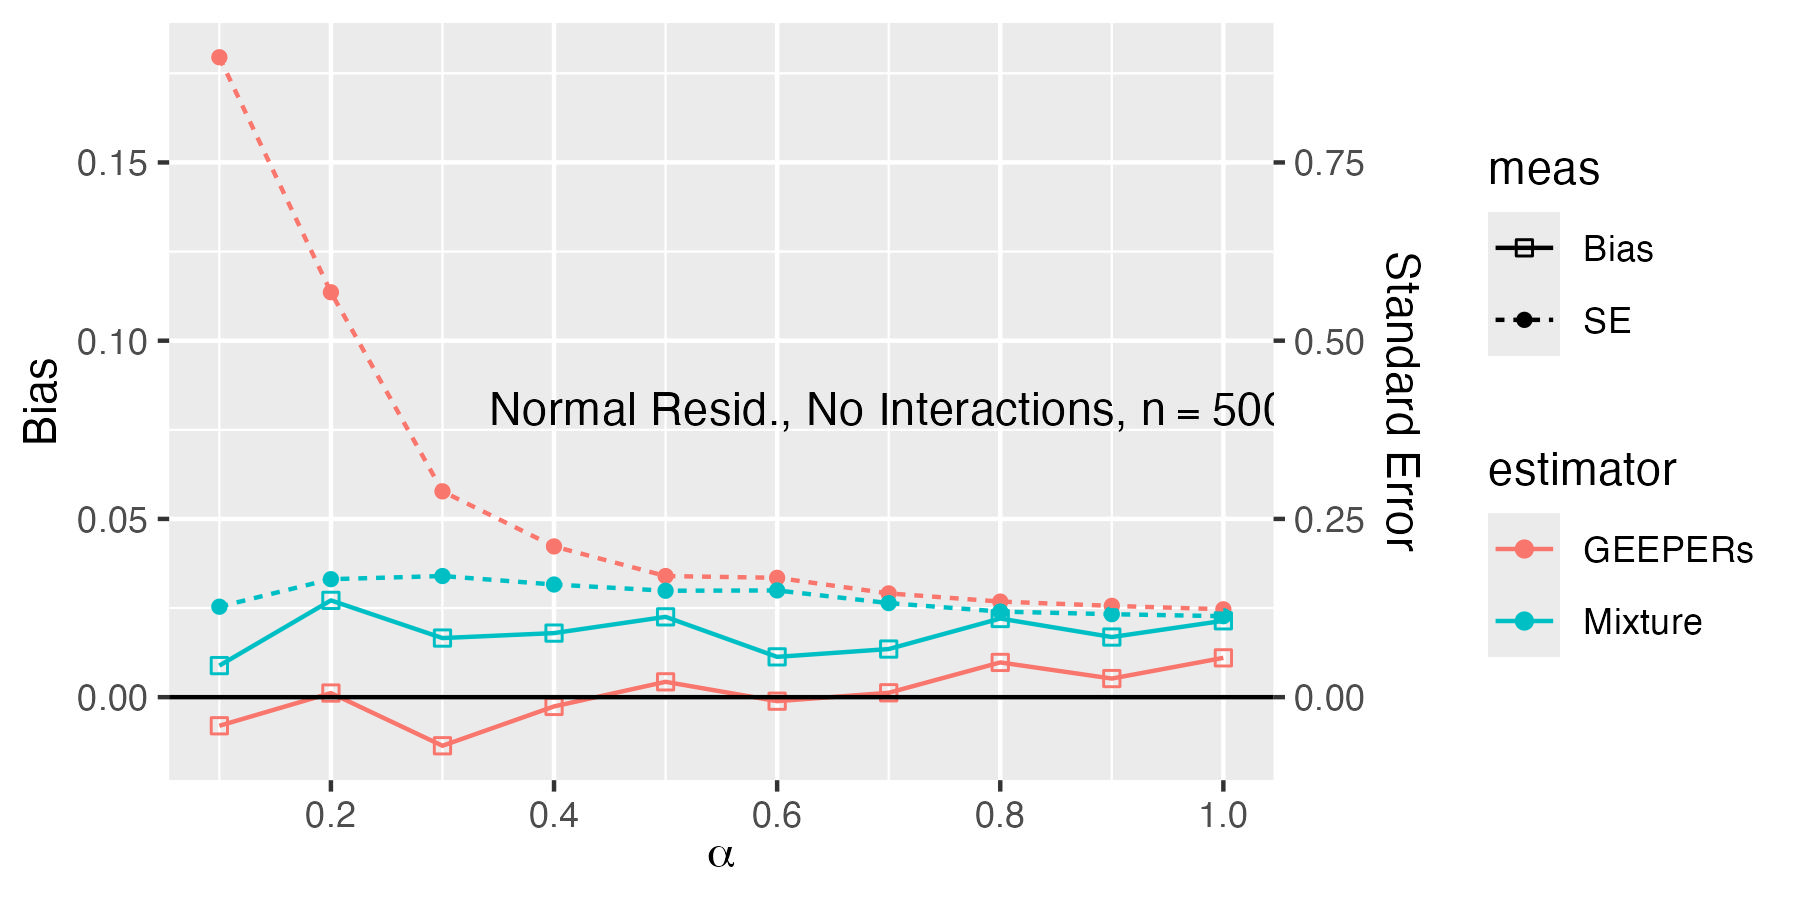 0.15
0.10
0.05
0.00
Bias
Normal Resid., No Interactions, n = 500
0.75
0.50
0.25
0.00
Standard Error
0.2 0.4 0.6 0.8 1.0
α
meas
Bias
SE
estimator
GEEPERs
Mixture